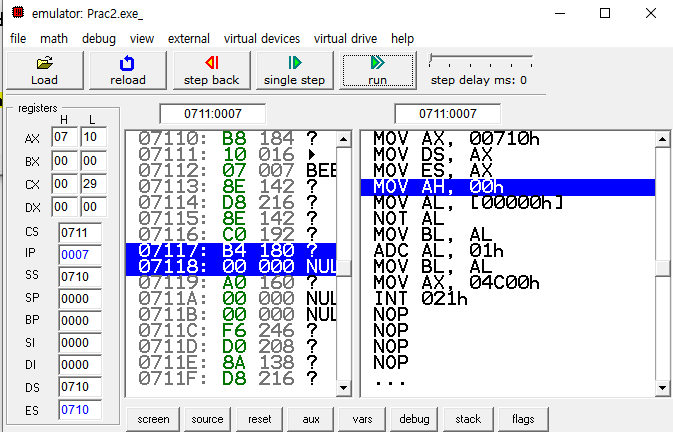 emulator: Prac2.exe_
file math debug view external virtual devices virtual drive help
Load reload step back single step run step delay ms: 0
registers
H L
AX 07 10
BX 00 00
CX 00 29
DX 00 00
CS 0711
IP 0007
SS 0710
SP 0000
BP 0000
SI 0000
DI 0000
DS 0710
ES 0710
0711:0007
07110: B8 184 ?
07111: 10 016 ►
07112: 07 007 BEE
07113: 8E 142 ?
07114: D8 216 ?
07115: 8E 142 ?
07116: C0 192 ?
07117: B4 180 ?
07118: 00 000 NUL
07119: A0 160 ?
0711A: 00 000 NUL
0711B: 00 000 NUL
0711C: F6 246 ?
0711D: D0 208 ?
0711E: 8A 138 ?
0711F: D8 216 ?
0711:0007
MOV AX, 00710h
MOV DS, AX
MOV ES, AX
MOV AH, 00h
MOV AL, [00000h]
NOT AL
MOV BL, AL
ADC AL, 01h
MOV BL, AL
MOV AX, 04C00h
INT 021h
NOP
NOP
NOP
NOP
...
screen source reset aux vars debug stack flags